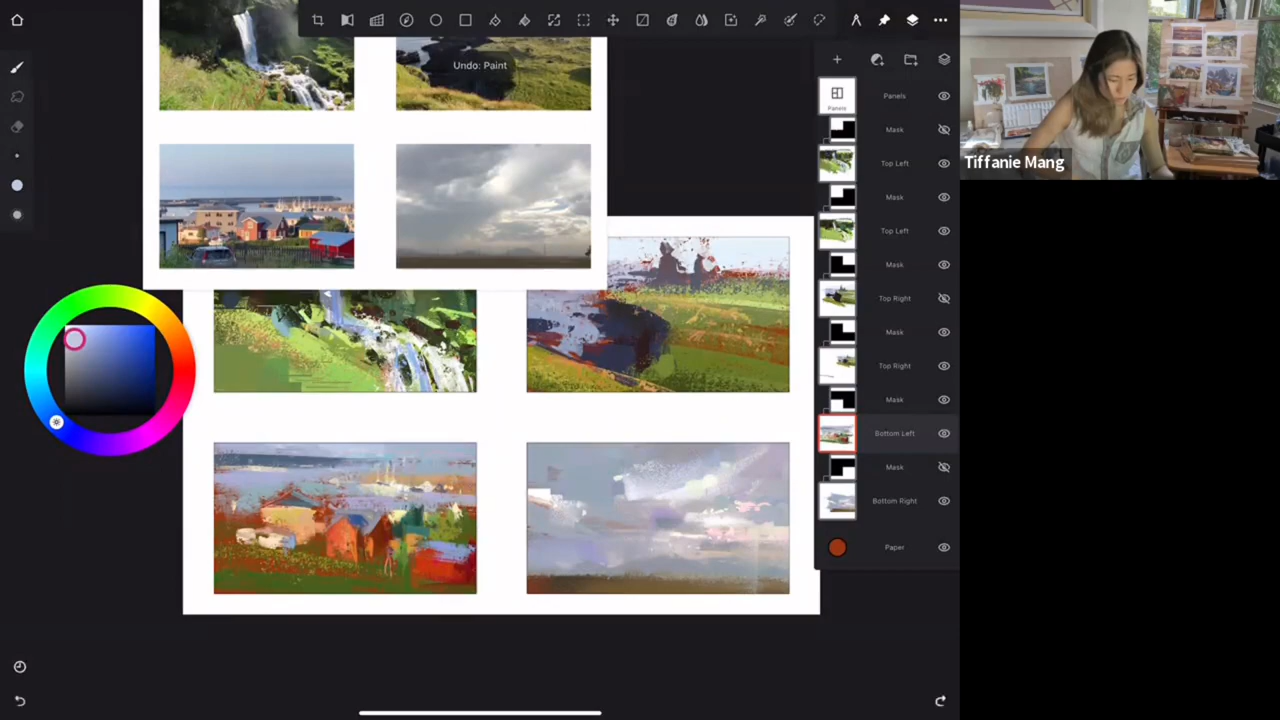 Undo: Paint
Panels
Panels
Mask
Top Left
Mask
Top Left
Mask
Top Right
Mask
Top Right
Mask
Bottom Left
Mask
Bottom Right
Paper
Tiffanie Mang